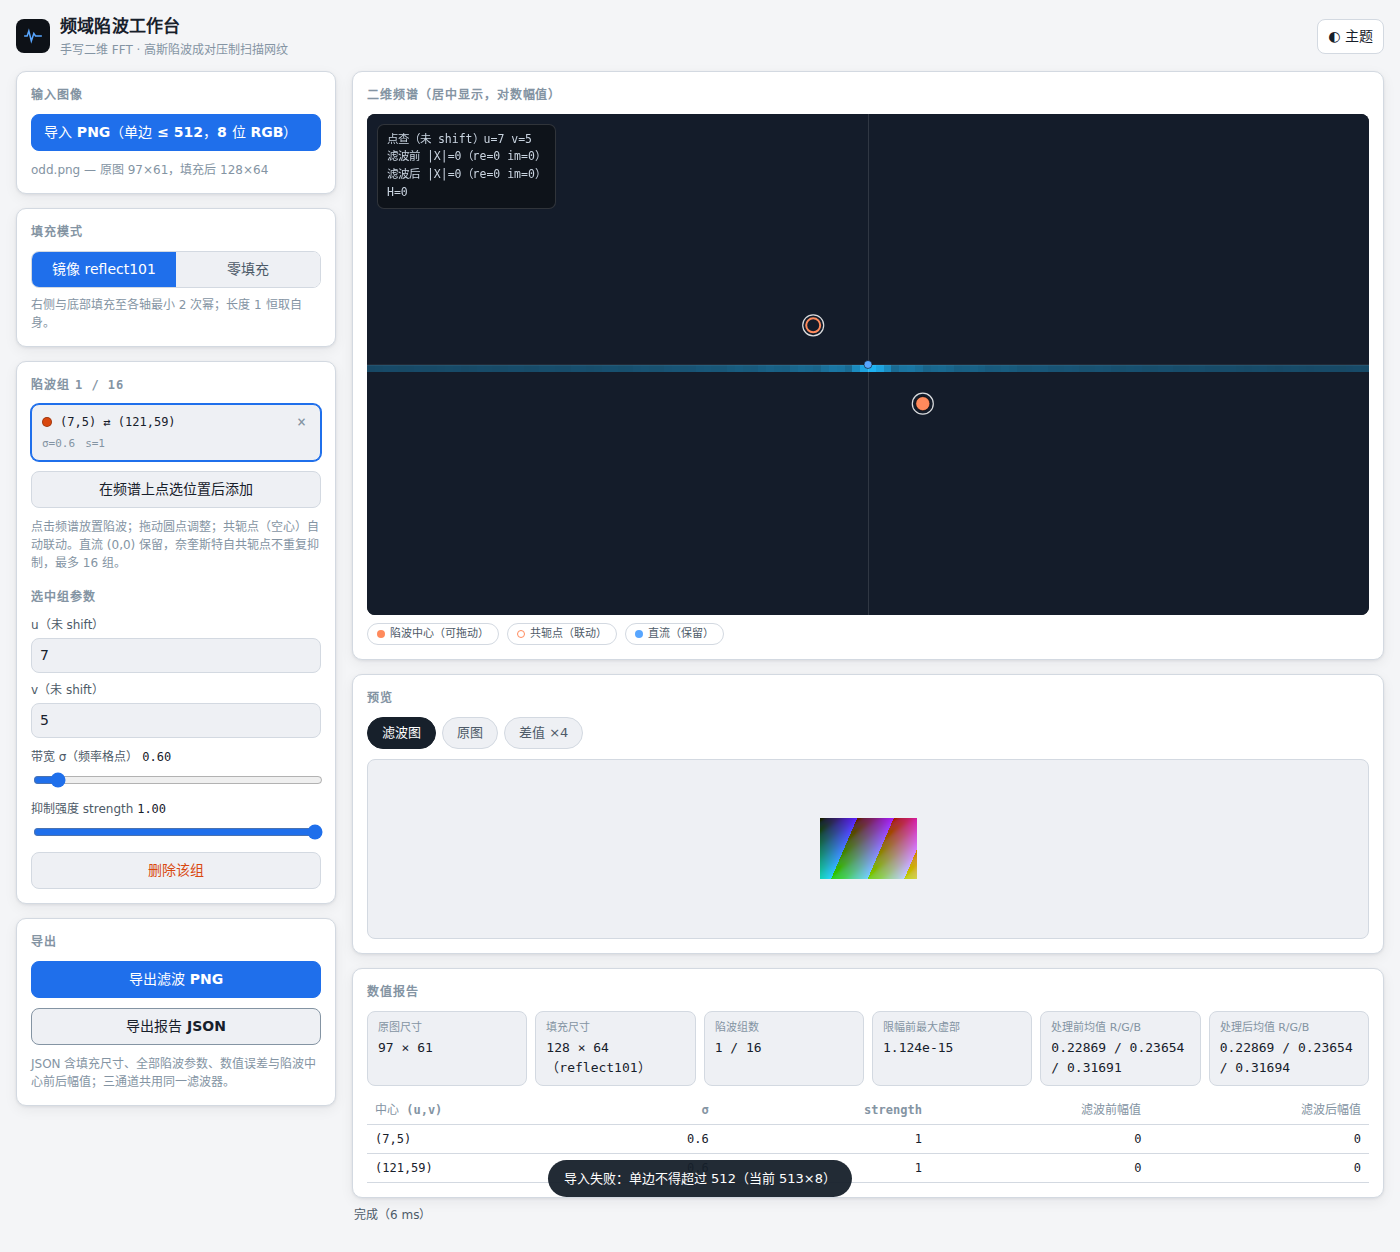 频域陷波工作台
手写二维 FFT · 高斯陷波成对压制扫描网纹
◐ 主题
输入图像
导入 PNG（单边 ≤ 512，8 位 RGB）
odd.png — 原图 97×61，填充后 128×64
填充模式
镜像 reflect101
零填充
右侧与底部填充至各轴最小 2 次幂；长度 1 恒取自
身。
陷波组 1 / 16
(7,5) ⇄ (121,59)
×
σ=0.6 s=1
在频谱上点选位置后添加
点击频谱放置陷波；拖动圆点调整；共轭点（空心）自
动联动。直流 (0,0) 保留，奈奎斯特自共轭点不重复抑
制，最多 16 组。
选中组参数
u（未 shift）
7
v（未 shift）
5
带宽 σ（频率格点） 0.60
抑制强度 strength 1.00
删除该组
导出
导出滤波 PNG
导出报告 JSON
JSON 含填充尺寸、全部陷波参数、数值误差与陷波中
心前后幅值；三通道共用同一滤波器。
二维频谱（居中显示，对数幅值）
点查（未 shift）u=7 v=5
滤波前 |X|=0（re=0 im=0）
滤波后 |X|=0（re=0 im=0）
H=0
陷波中心（可拖动）
共轭点（联动）
直流（保留）
预览
滤波图
原图
差值 ×4
数值报告
原图尺寸
97 × 61
填充尺寸
128 × 64
（reflect101）
陷波组数
1 / 16
限幅前最大虚部
1.124e-15
处理前均值 R/G/B
0.22869 / 0.23654
/ 0.31691
处理后均值 R/G/B
0.22869 / 0.23654
/ 0.31694
中心 (u,v) σ strength 滤波前幅值 滤波后幅值
(7,5) 0.6 1 0 0
(121,59) 1 0 0
导入失败：单边不得超过 512（当前 513×8）
完成（6 ms）